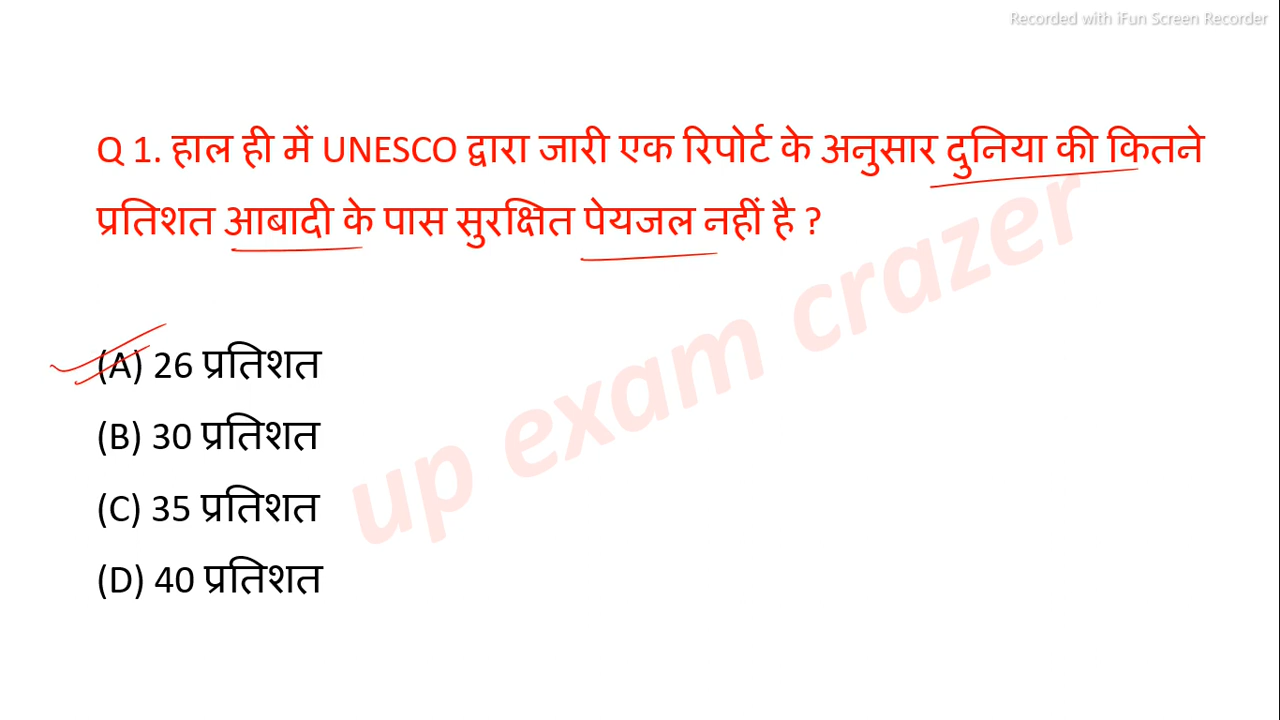 Recorded with iFun Screen Recorder
Q 1. हाल ही में UNESCO द्वारा जारी एक रिपोर्ट के अनुसार दुनिया की कितने
प्रतिशत आबादी के पास सुरक्षित पेयजल नहीं है ?
(A) 26 प्रतिशत
(B) 30 प्रतिशत
(C) 35 प्रतिशत
(D) 40 प्रतिशत
up exam crazer